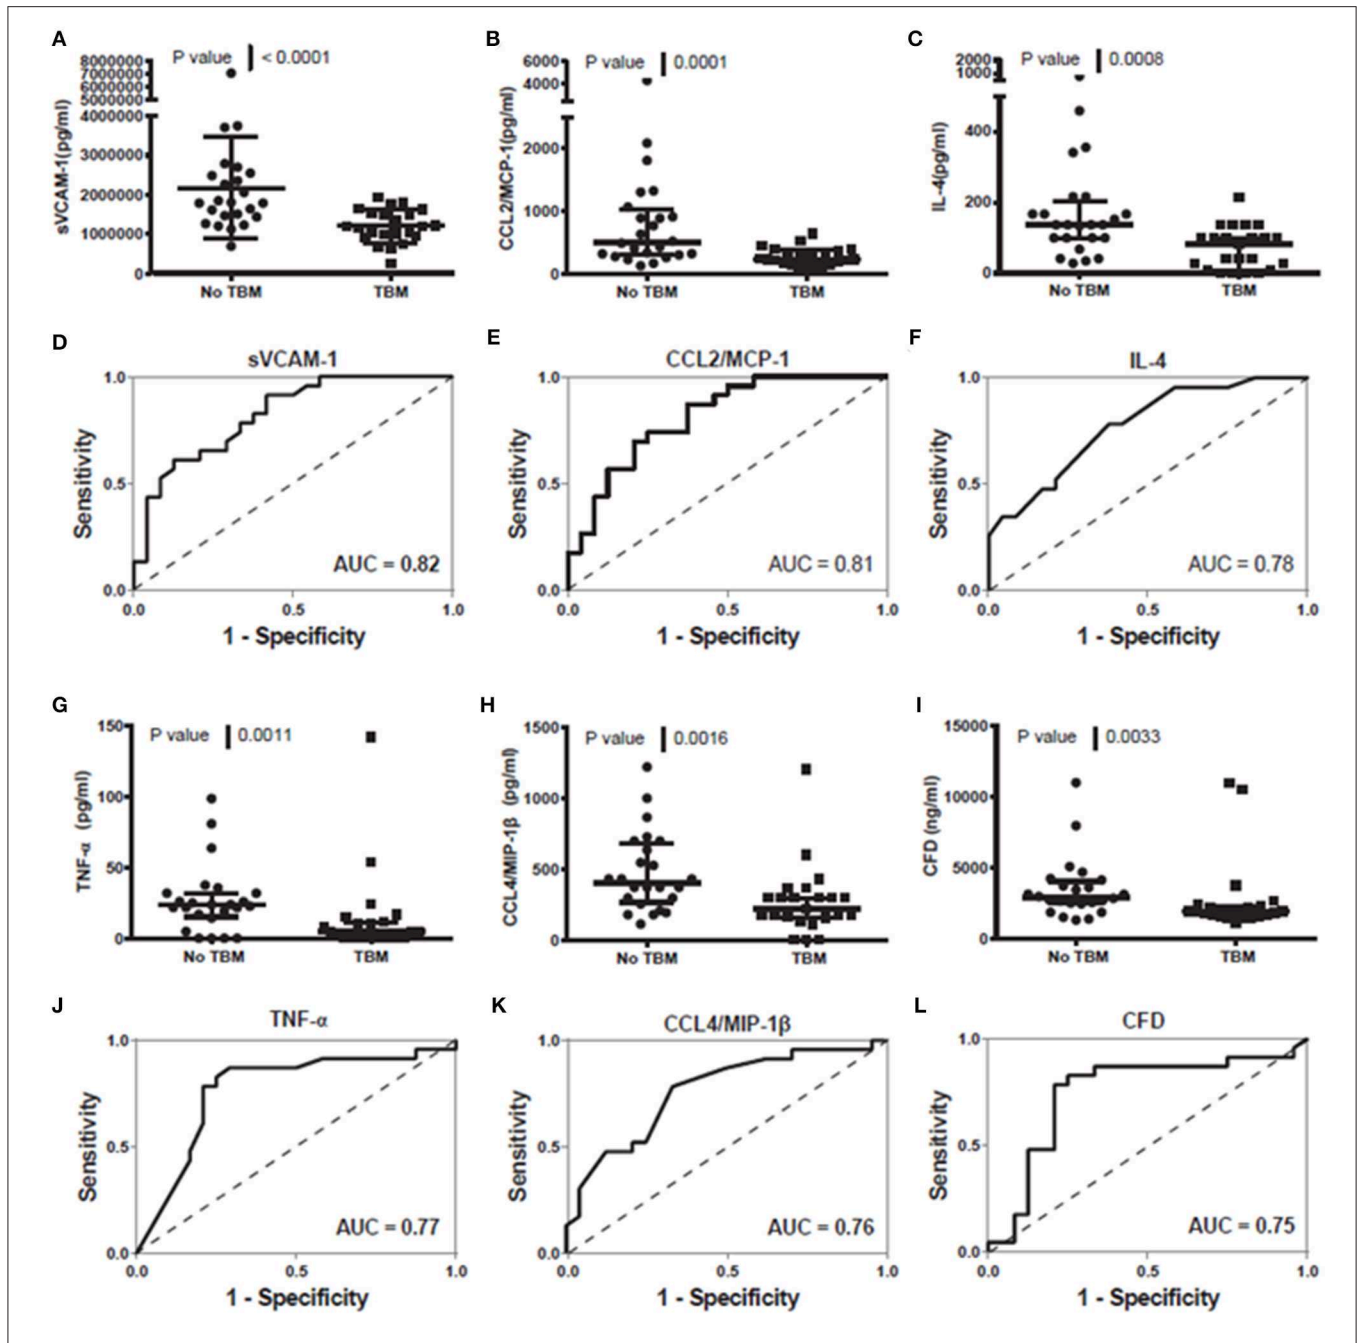 A
P value < 0.0001
sVCAM-1(pg/ml)
8000000
7000000
6000000
5000000
4000000
3000000
2000000
1000000
0
No TBM
TBM
B
P value 0.0001
CCL2/MCP-1(pg/ml)
6000
4000
2000
1000
0
No TBM
TBM
C
P value 0.0008
IL-4(pg/ml)
2000
1000
400
200
0
No TBM
TBM
D
sVCAM-1
Sensitivity
1.0
0.5
0.0
AUC = 0.82
0.0 0.5 1.0
1 - Specificity
E
CCL2/MCP-1
Sensitivity
1.0
0.5
0.0
AUC = 0.81
0.0 0.5 1.0
1 - Specificity
F
IL-4
Sensitivity
1.0
0.5
0.0
AUC = 0.78
0.0 0.5 1.0
1 - Specificity
G
P value 0.0011
TNF-α (pg/ml)
150
100
50
0
No TBM
TBM
H
P value 0.0016
CCL4/MIP-1β (pg/ml)
1500
1000
500
0
No TBM
TBM
I
P value 0.0033
CFD (ng/ml)
15000
10000
5000
0
No TBM
TBM
J
TNF-α
Sensitivity
1.0
0.5
0.0
AUC = 0.77
0.0 0.5 1.0
1 - Specificity
K
CCL4/MIP-1β
Sensitivity
1.0
0.5
0.0
AUC = 0.76
0.0 0.5 1.0
1 - Specificity
L
CFD
Sensitivity
1.0
0.5
0.0
AUC = 0.75
0.0 0.5 1.0
1 - Specificity